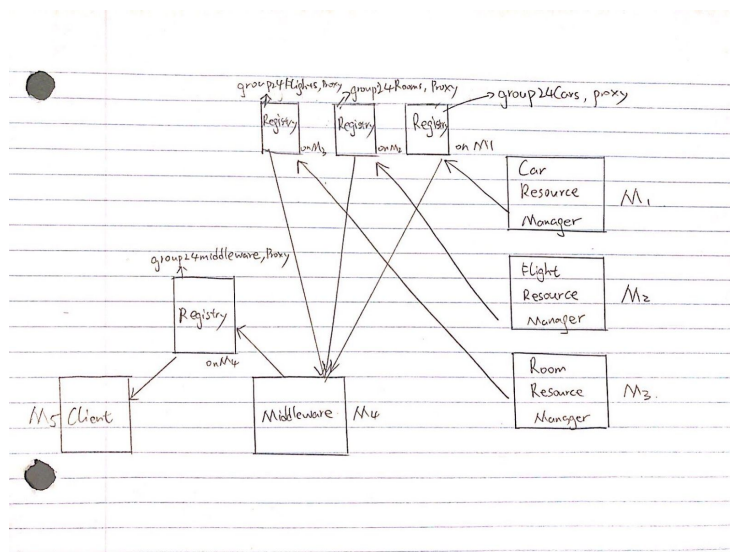 group24flights, Proxy
group24Rooms, Proxy
group24Cars, proxy
Registry
on M3
Registry
on M2
Registry
on M1
Car
Resource
Manager
M1
Flight
Resource
Manager
M2
Room
Resource
Manager
M3.
group24middleware, Proxy
Registry
on M4
M5
Client
Middleware
M4